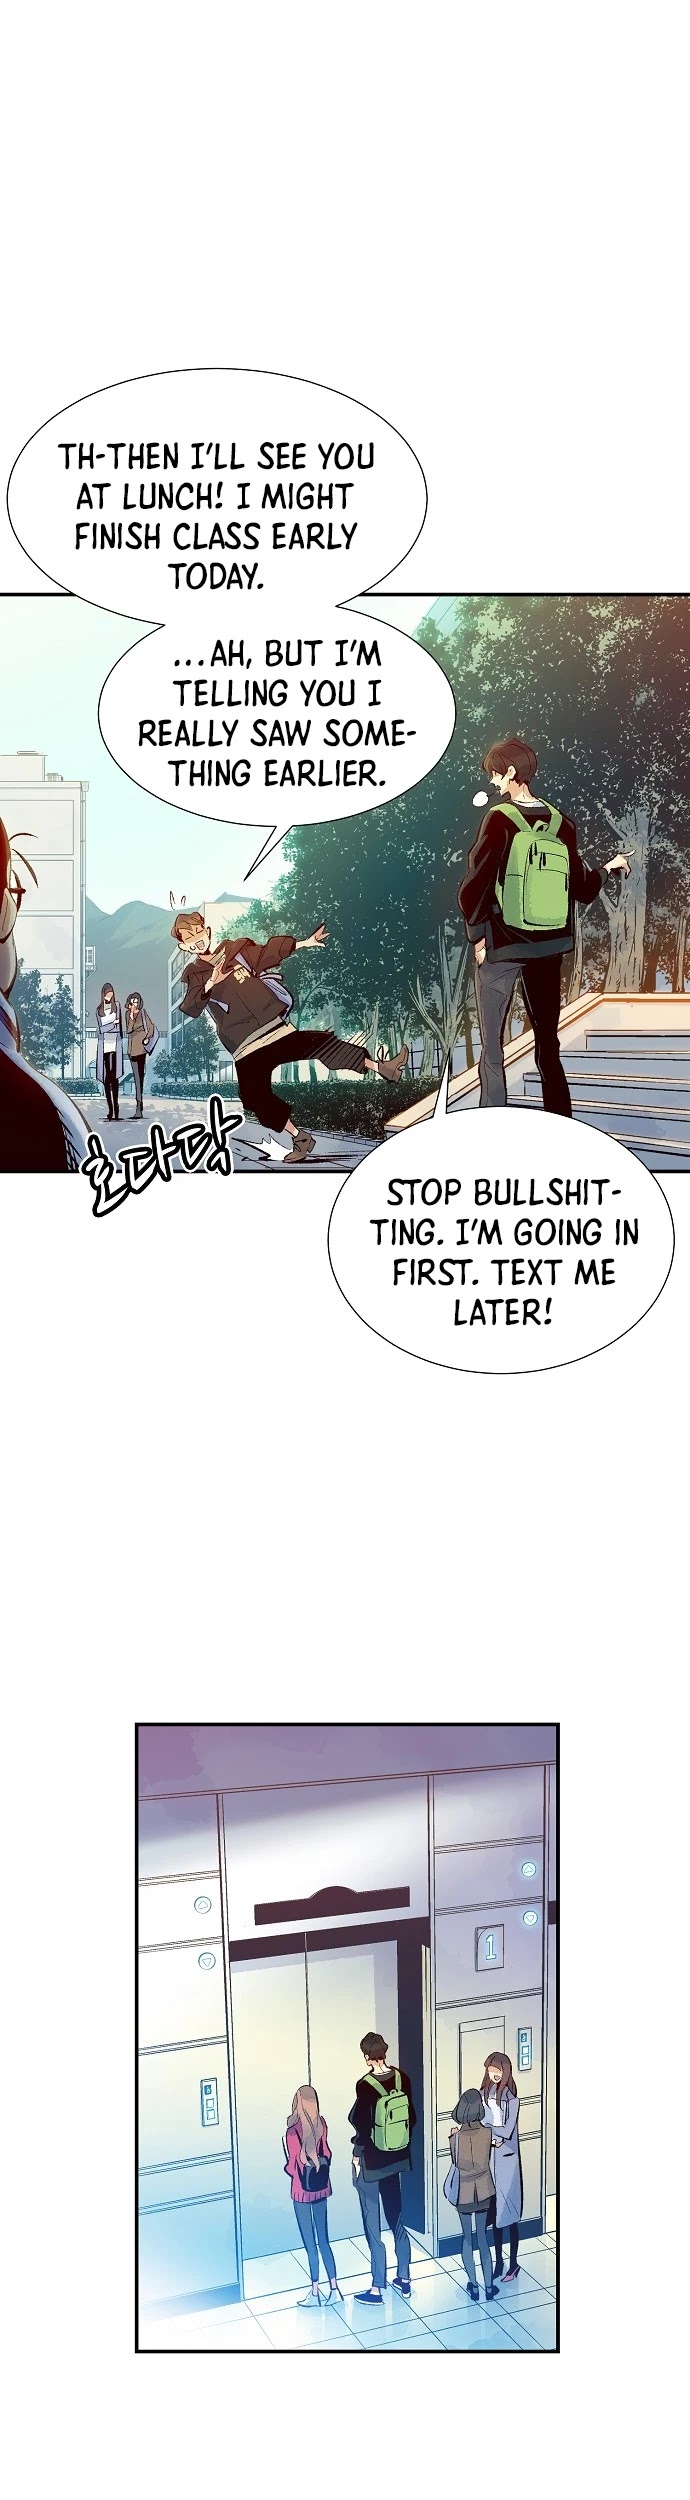 TH-THEN I'LL SEE YOU
AT LUNCH! I MIGHT
FINISH CLASS EARLY
TODAY.
...AH, BUT I'M
TELLING YOU I
REALLY SAW SOME-
THING EARLIER.
후다닥
STOP BULLSHIT-
TING. I'M GOING IN
FIRST. TEXT ME
LATER!
1